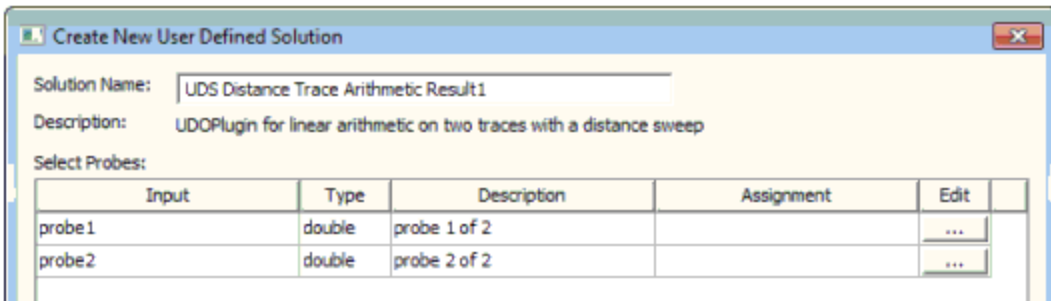 Create New User Defined Solution
Solution Name: UDS Distance Trace Arithmetic Result1
Description: UDOPlugin for linear arithmetic on two traces with a distance sweep
Select Probes:
Input Type Description Assignment Edit
probe1 double probe 1 of 2 ...
probe2 double probe 2 of 2 ...